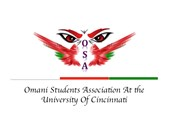 O
S
A
Omani Students Association At the
University Of Cincinnati